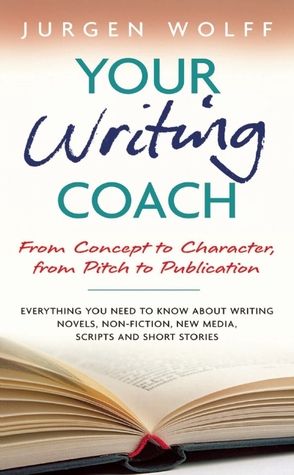 JURGEN WOLFF
YOUR
Writing
COACH
From Concept to Character,
from Pitch to Publication
EVERYTHING YOU NEED TO KNOW ABOUT WRITING
NOVELS, NON-FICTION, NEW MEDIA,
SCRIPTS AND SHORT STORIES